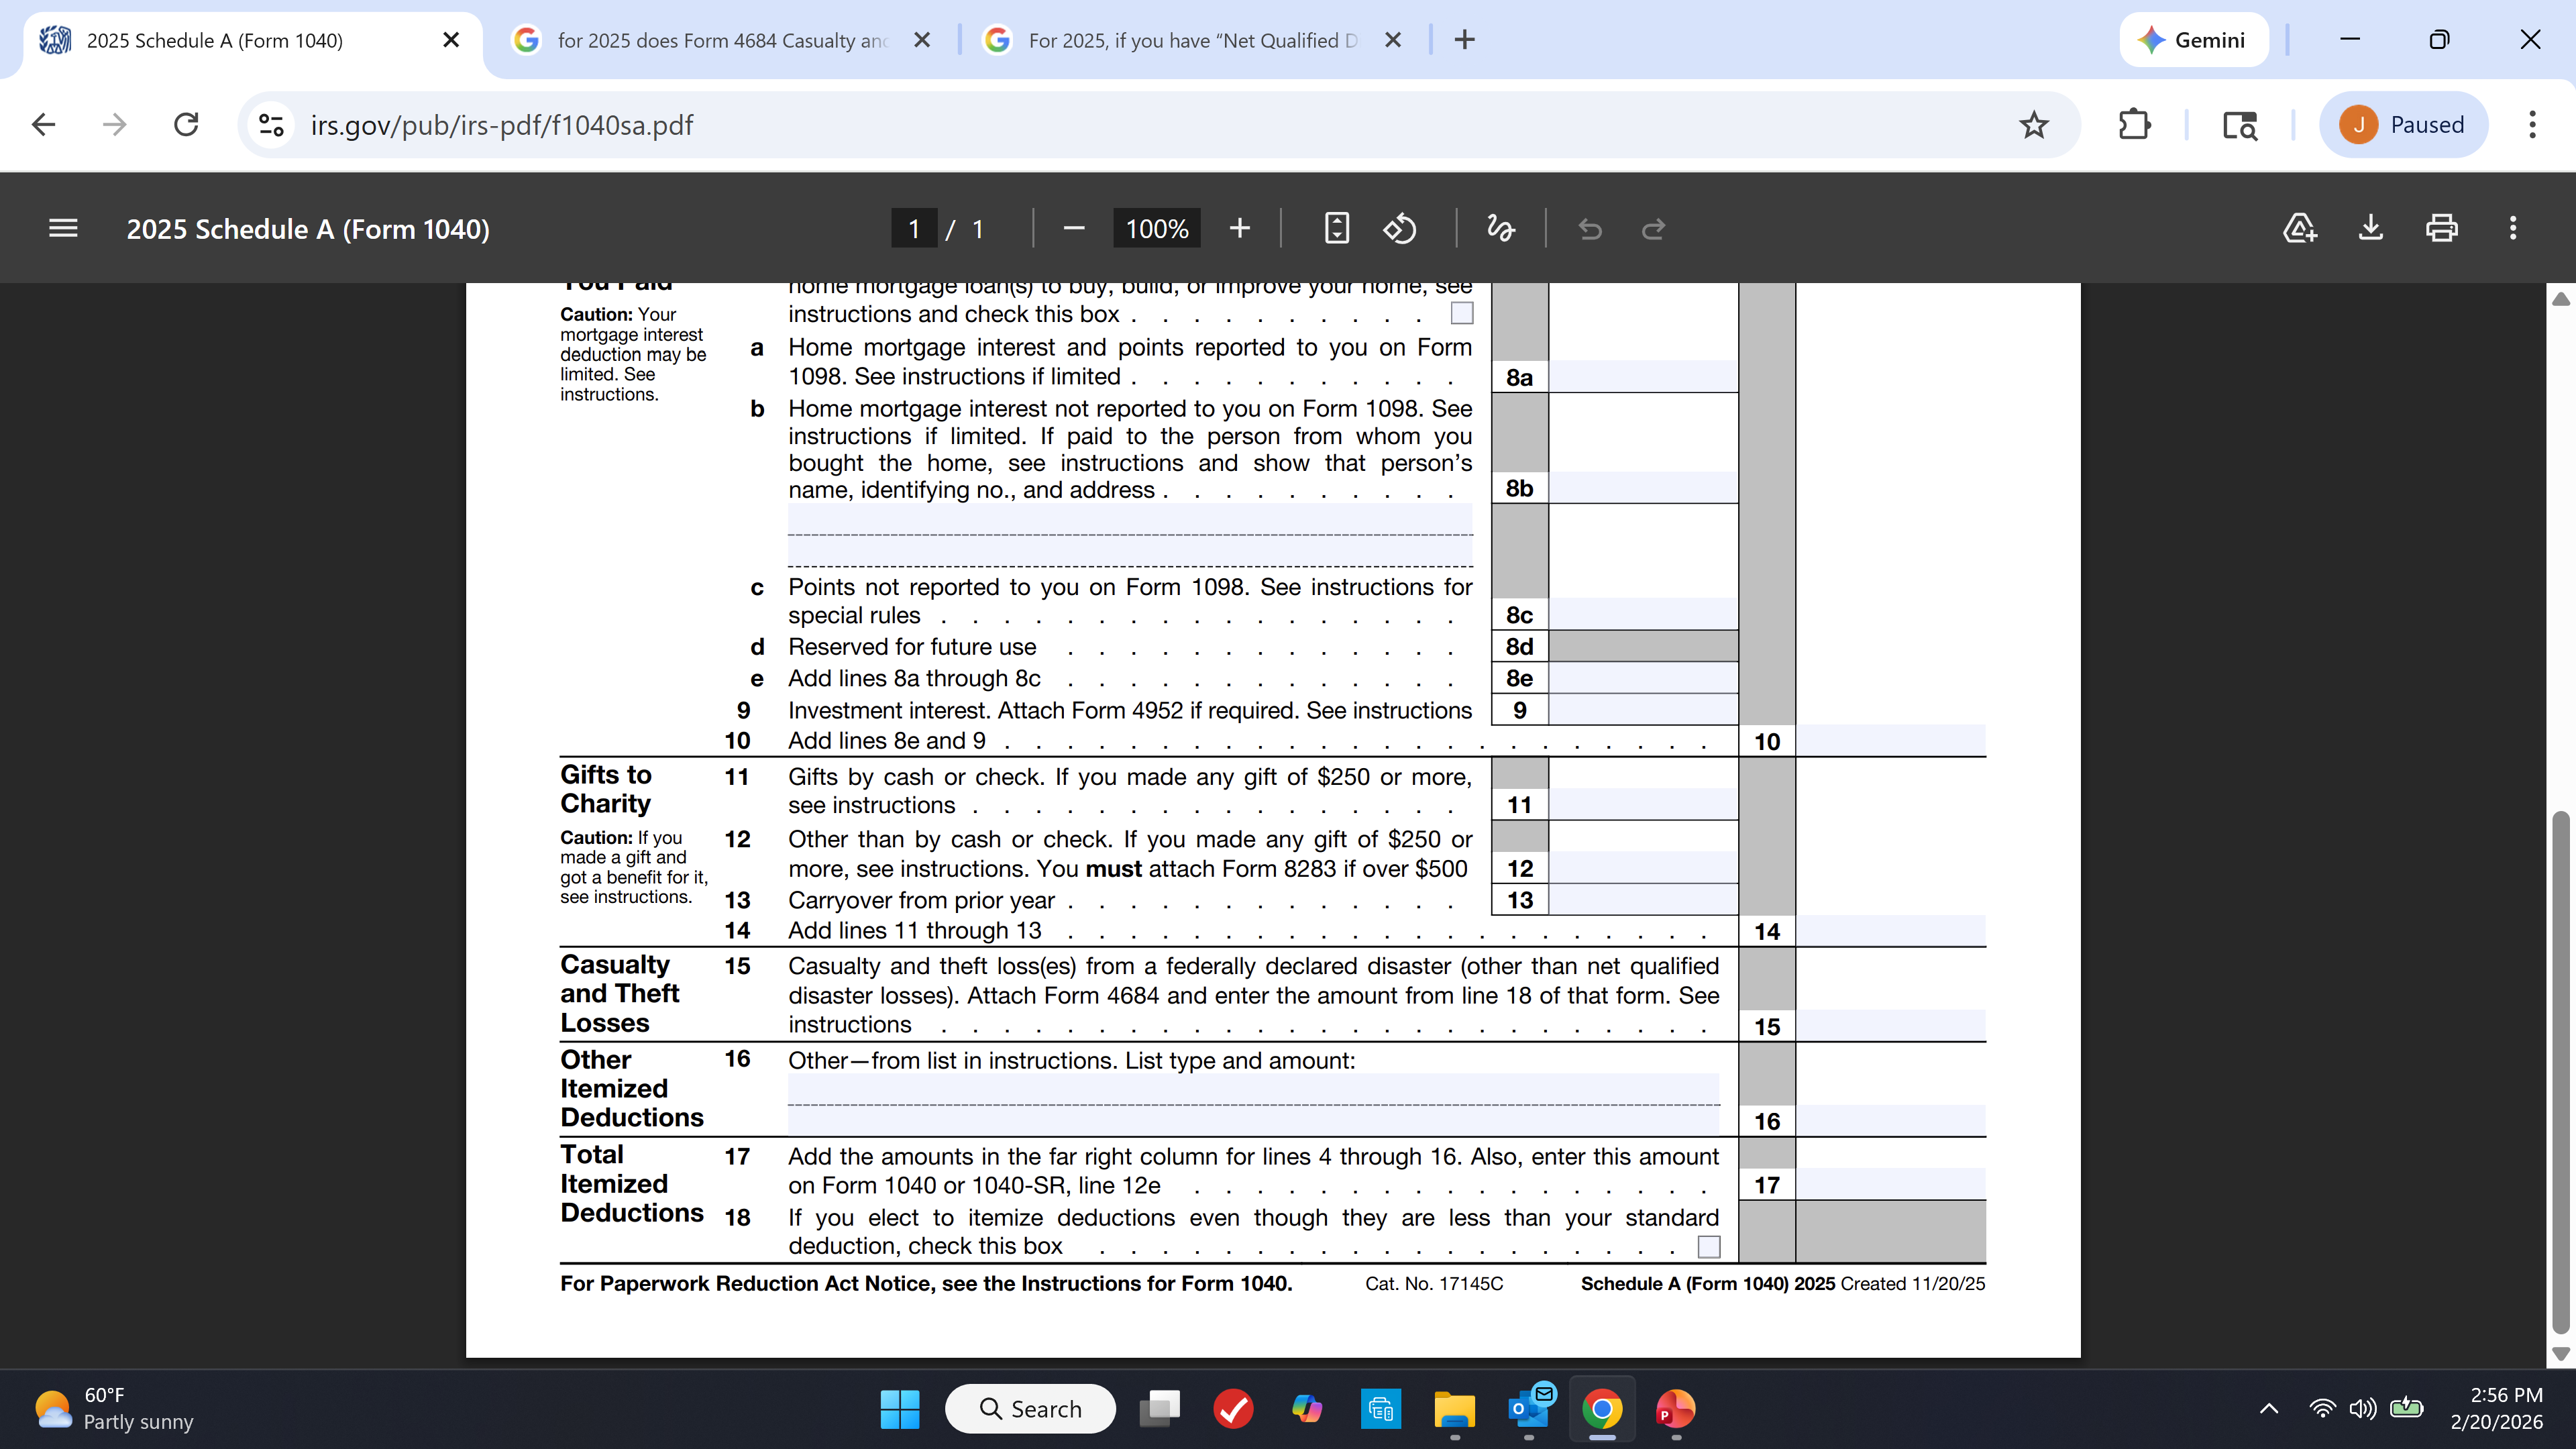 2025 Schedule A (Form 1040)
for 2025 does Form 4684 Casualty and
For 2025, if you have “Net Qualified D
Gemini
irs.gov/pub/irs-pdf/f1040sa.pdf
J
Paused
2025 Schedule A (Form 1040)
1 / 1
100%
You Paid
home mortgage loan(s) to buy, build, or improve your home, see
instructions and check this box
Caution: Your
mortgage interest
deduction may be
limited. See
instructions.
a Home mortgage interest and points reported to you on Form
1098. See instructions if limited 8a
b Home mortgage interest not reported to you on Form 1098. See
instructions if limited. If paid to the person from whom you
bought the home, see instructions and show that person’s
name, identifying no., and address 8b
c Points not reported to you on Form 1098. See instructions for
special rules 8c
d Reserved for future use 8d
e Add lines 8a through 8c 8e
9 Investment interest. Attach Form 4952 if required. See instructions 9
10 Add lines 8e and 9 10
Gifts to
Charity
Caution: If you
made a gift and
got a benefit for it,
see instructions.
11 Gifts by cash or check. If you made any gift of $250 or more,
see instructions 11
12 Other than by cash or check. If you made any gift of $250 or
more, see instructions. You must attach Form 8283 if over $500 12
13 Carryover from prior year 13
14 Add lines 11 through 13 14
Casualty
and Theft
Losses
15 Casualty and theft loss(es) from a federally declared disaster (other than net qualified
disaster losses). Attach Form 4684 and enter the amount from line 18 of that form. See
instructions 15
Other
Itemized
Deductions
16 Other—from list in instructions. List type and amount:
16
Total
Itemized
Deductions
17 Add the amounts in the far right column for lines 4 through 16. Also, enter this amount
on Form 1040 or 1040-SR, line 12e 17
18 If you elect to itemize deductions even though they are less than your standard
deduction, check this box
For Paperwork Reduction Act Notice, see the Instructions for Form 1040. Cat. No. 17145C Schedule A (Form 1040) 2025 Created 11/20/25
60°F
Partly sunny
Search
2:56 PM
2/20/2026